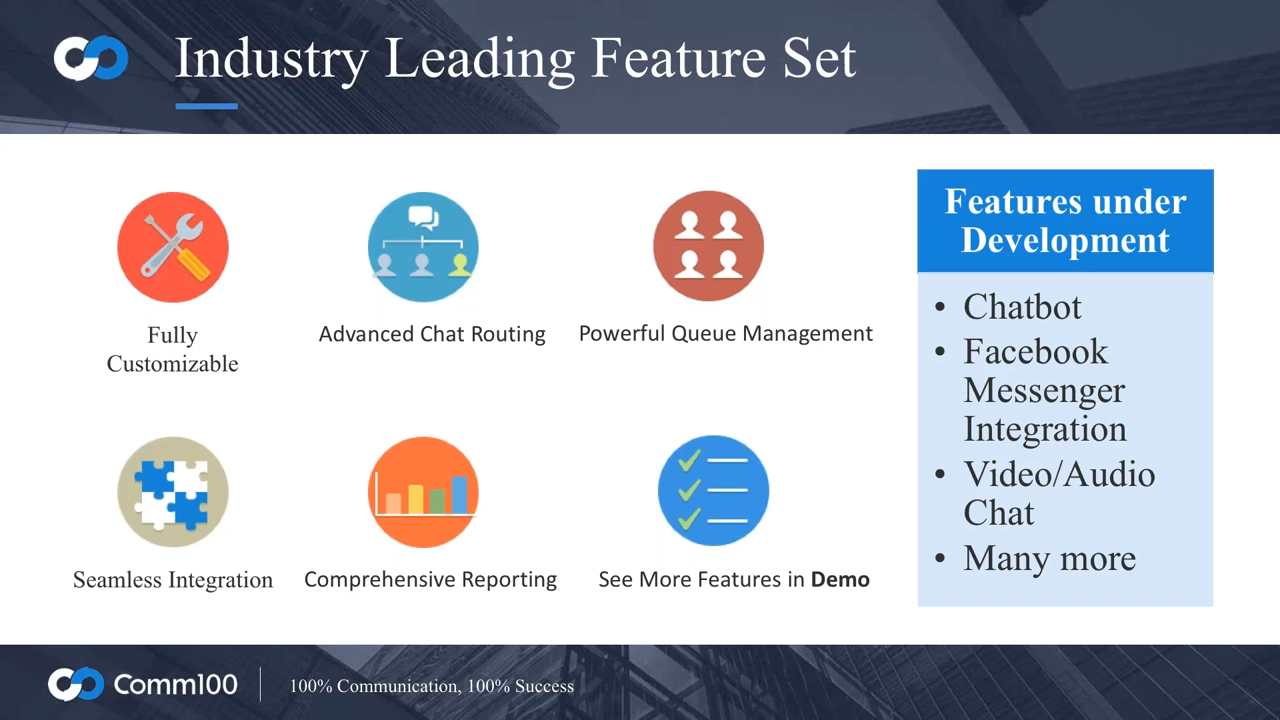 Industry Leading Feature Set
Fully
Customizable
Advanced Chat Routing
Powerful Queue Management
Seamless Integration
Comprehensive Reporting
See More Features in Demo
Features under
Development
• Chatbot
• Facebook
Messenger
Integration
• Video/Audio
Chat
• Many more
Comm100
100% Communication, 100% Success